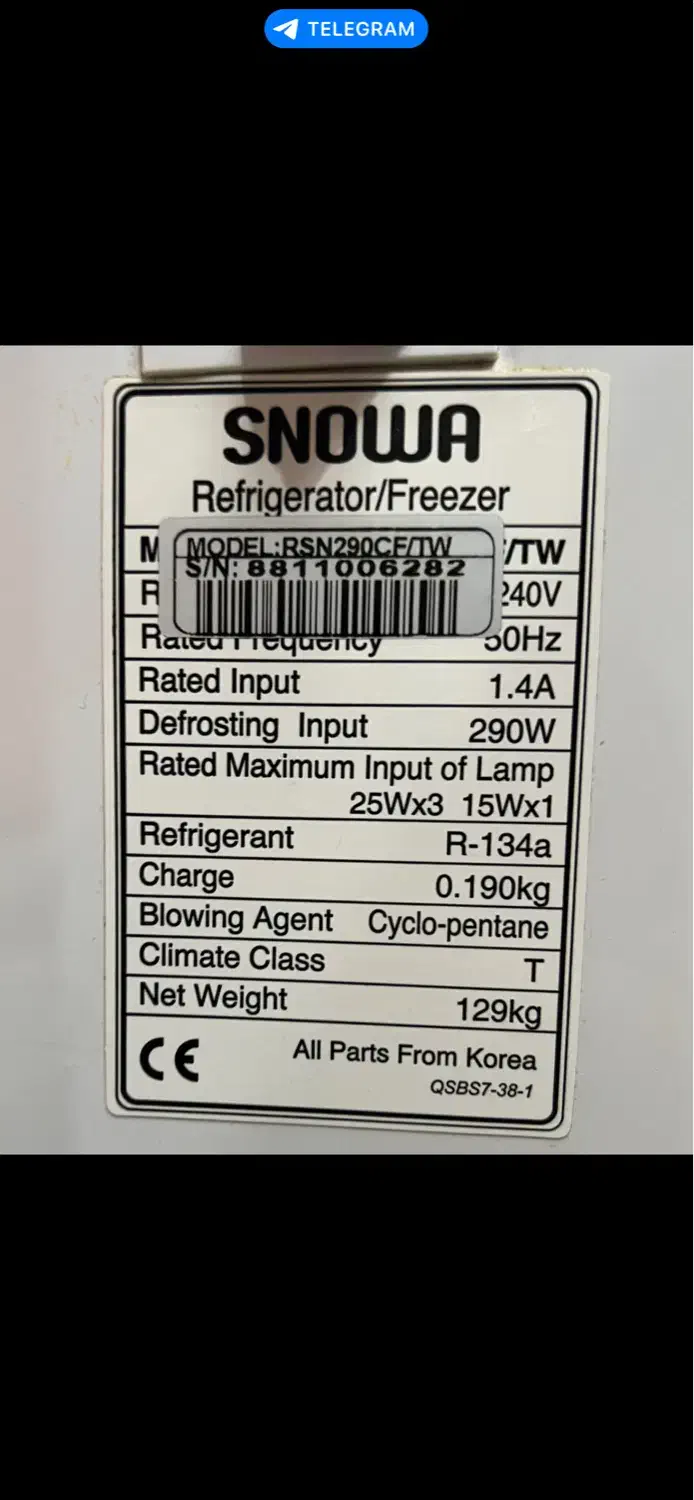 TELEGRAM
SNOWA
Refrigerator/Freezer
M /TW
MODEL:RSN290CF/TW
S/N: 8811006282
R 240V
Rated Frequency 50Hz
Rated Input 1.4A
Defrosting Input 290W
Rated Maximum Input of Lamp
25Wx3 15Wx1
Refrigerant R-134a
Charge 0.190kg
Blowing Agent Cyclo-pentane
Climate Class T
Net Weight 129kg
CE All Parts From Korea
QSBS7-38-1